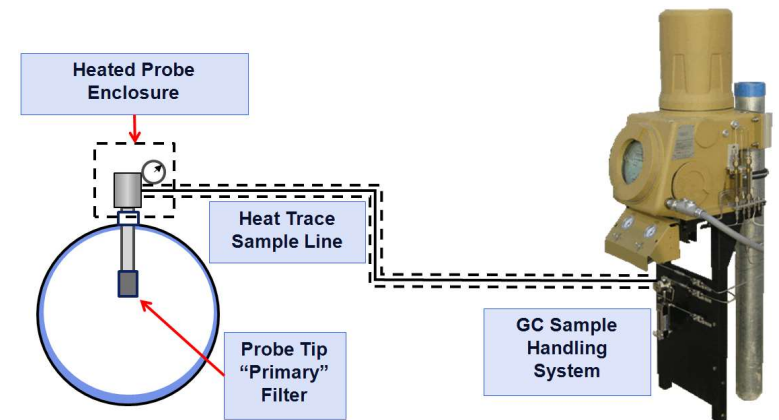 Heated Probe
Enclosure
Heat Trace
Sample Line
Probe Tip
“Primary”
Filter
GC Sample
Handling
System